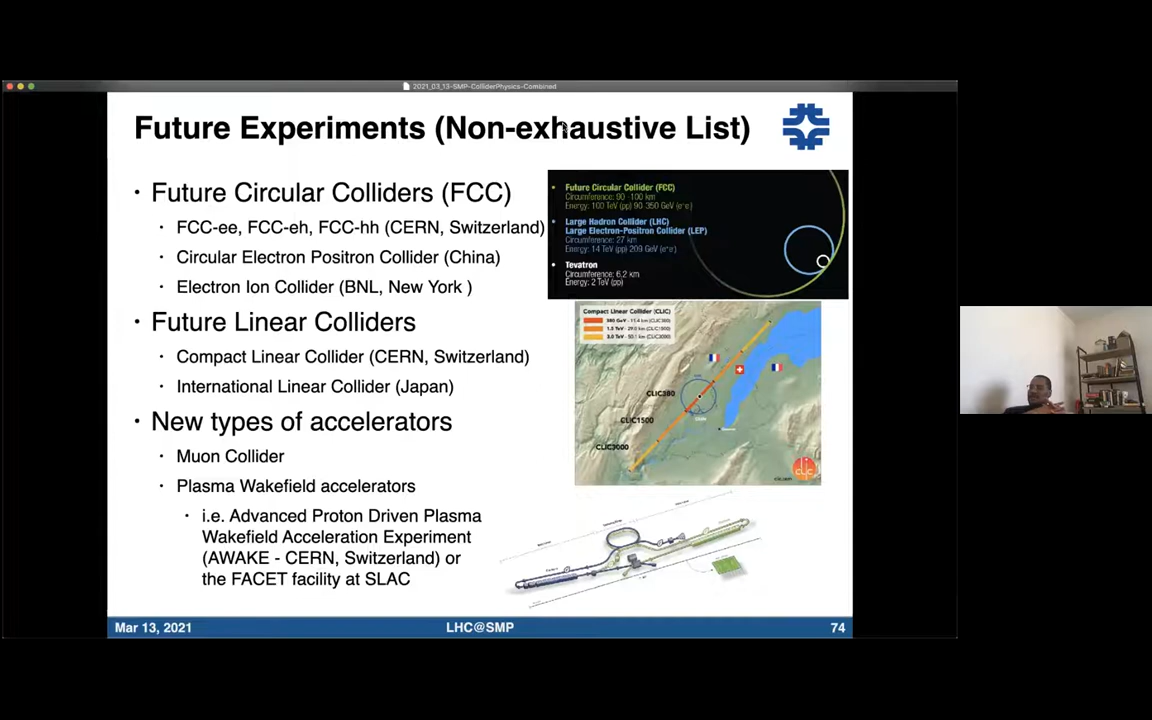 2021_03_13-SMP-ColliderPhysics-Combined
Future Experiments (Non-exhaustive List)
• Future Circular Colliders (FCC)
• FCC-ee, FCC-eh, FCC-hh (CERN, Switzerland)
• Circular Electron Positron Collider (China)
• Electron Ion Collider (BNL, New York )
• Future Linear Colliders
• Compact Linear Collider (CERN, Switzerland)
• International Linear Collider (Japan)
• New types of accelerators
• Muon Collider
• Plasma Wakefield accelerators
• i.e. Advanced Proton Driven Plasma
Wakefield Acceleration Experiment
(AWAKE - CERN, Switzerland) or
the FACET facility at SLAC
• Future Circular Collider (FCC)
Circumference: 90 -100 km
Energy: 100 TeV (pp) 90-350 GeV (e⁺e⁻)
• Large Hadron Collider (LHC)
Large Electron-Positron Collider (LEP)
Circumference: 27 km
Energy: 14 TeV (pp) 209 GeV (e⁺e⁻)
• Tevatron
Circumference: 6.2 km
Energy: 2 TeV (pp)
Compact Linear Collider (CLIC)
380 GeV - 11.4 km (CLIC380)
1.5 TeV - 29.0 km (CLIC1500)
3.0 TeV - 50.1 km (CLIC3000)
CLIC380
CLIC1500
CLIC3000
clic
Mar 13, 2021
LHC@SMP
74